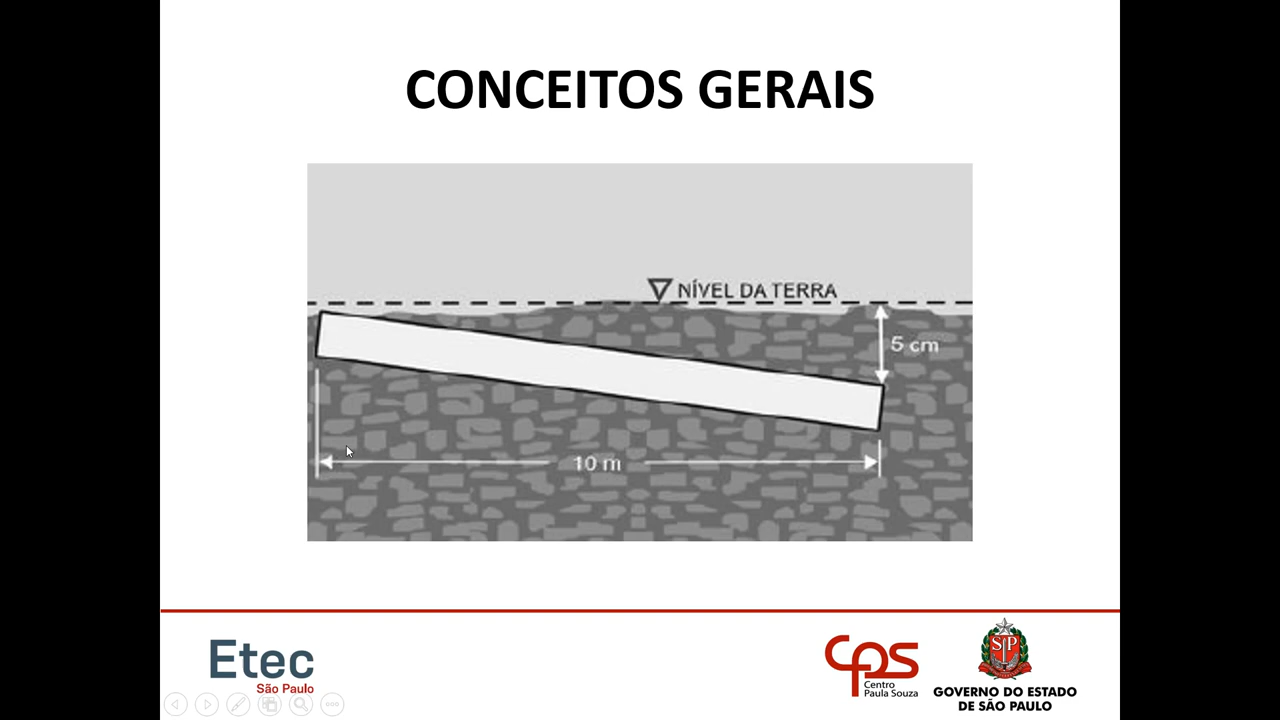 CONCEITOS GERAIS
NÍVEL DA TERRA
5 cm
10 m
Etec
São Paulo
cps
Centro
Paula Souza
SP
GOVERNO DO ESTADO
DE SÃO PAULO